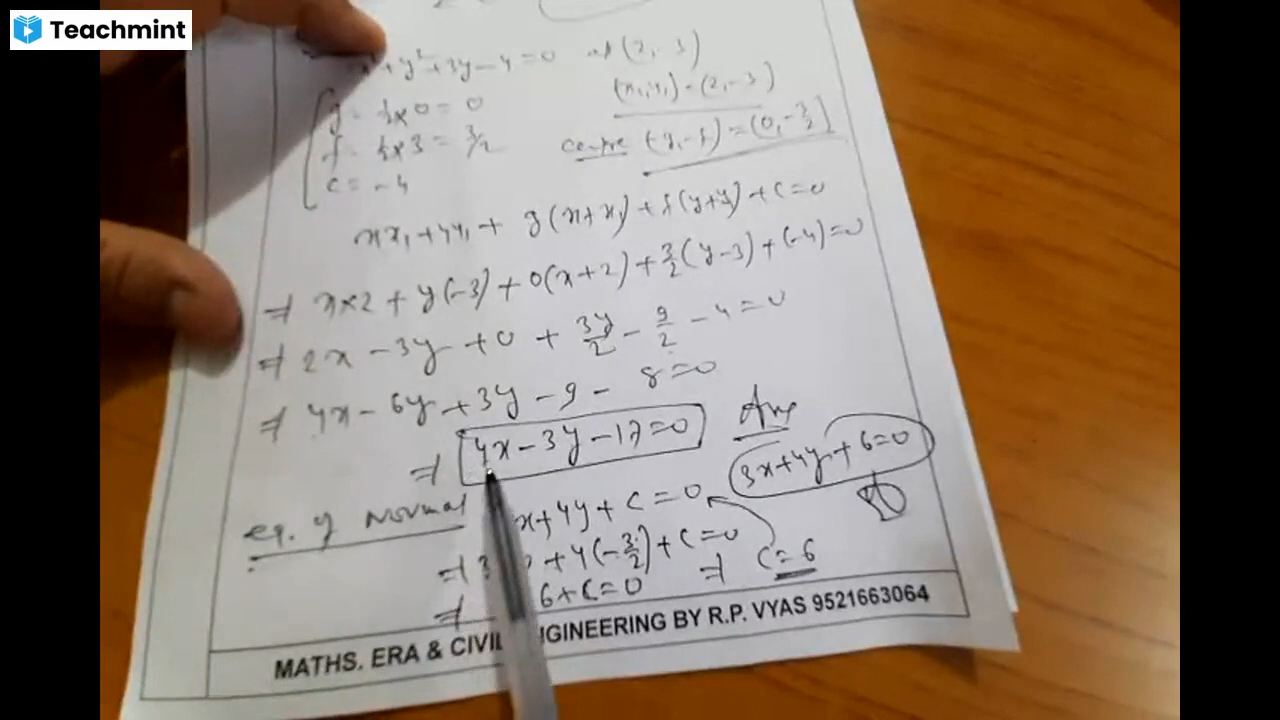 Teachmint
x²+y²+3y-4=0 at (2,-3)
g = ½×0 = 0 (x₁,y₁) = (2,-3)
f = ½×3 = 3/2 centre (-g,-f) = (0,-3/2)
c = -4
xx₁+yy₁+ g(x+x₁)+f(y+y₁)+c=0
⇒ x×2 + y(-3) + 0(x+2) + 3/2(y-3) + (-4)=0
⇒ 2x - 3y + 0 + 3y/2 - 9/2 - 4 = 0
⇒ 4x - 6y + 3y - 9 - 8 = 0
⇒ 4x-3y-17=0 Ans
eq. of Normal x+4y+c=0 3x+4y+6=0
⇒ 3 + 4(-3/2) + c = 0
⇒ 6+c=0 ⇒ c=6
MATHS. ERA & CIVIL ENGINEERING BY R.P. VYAS 9521663064